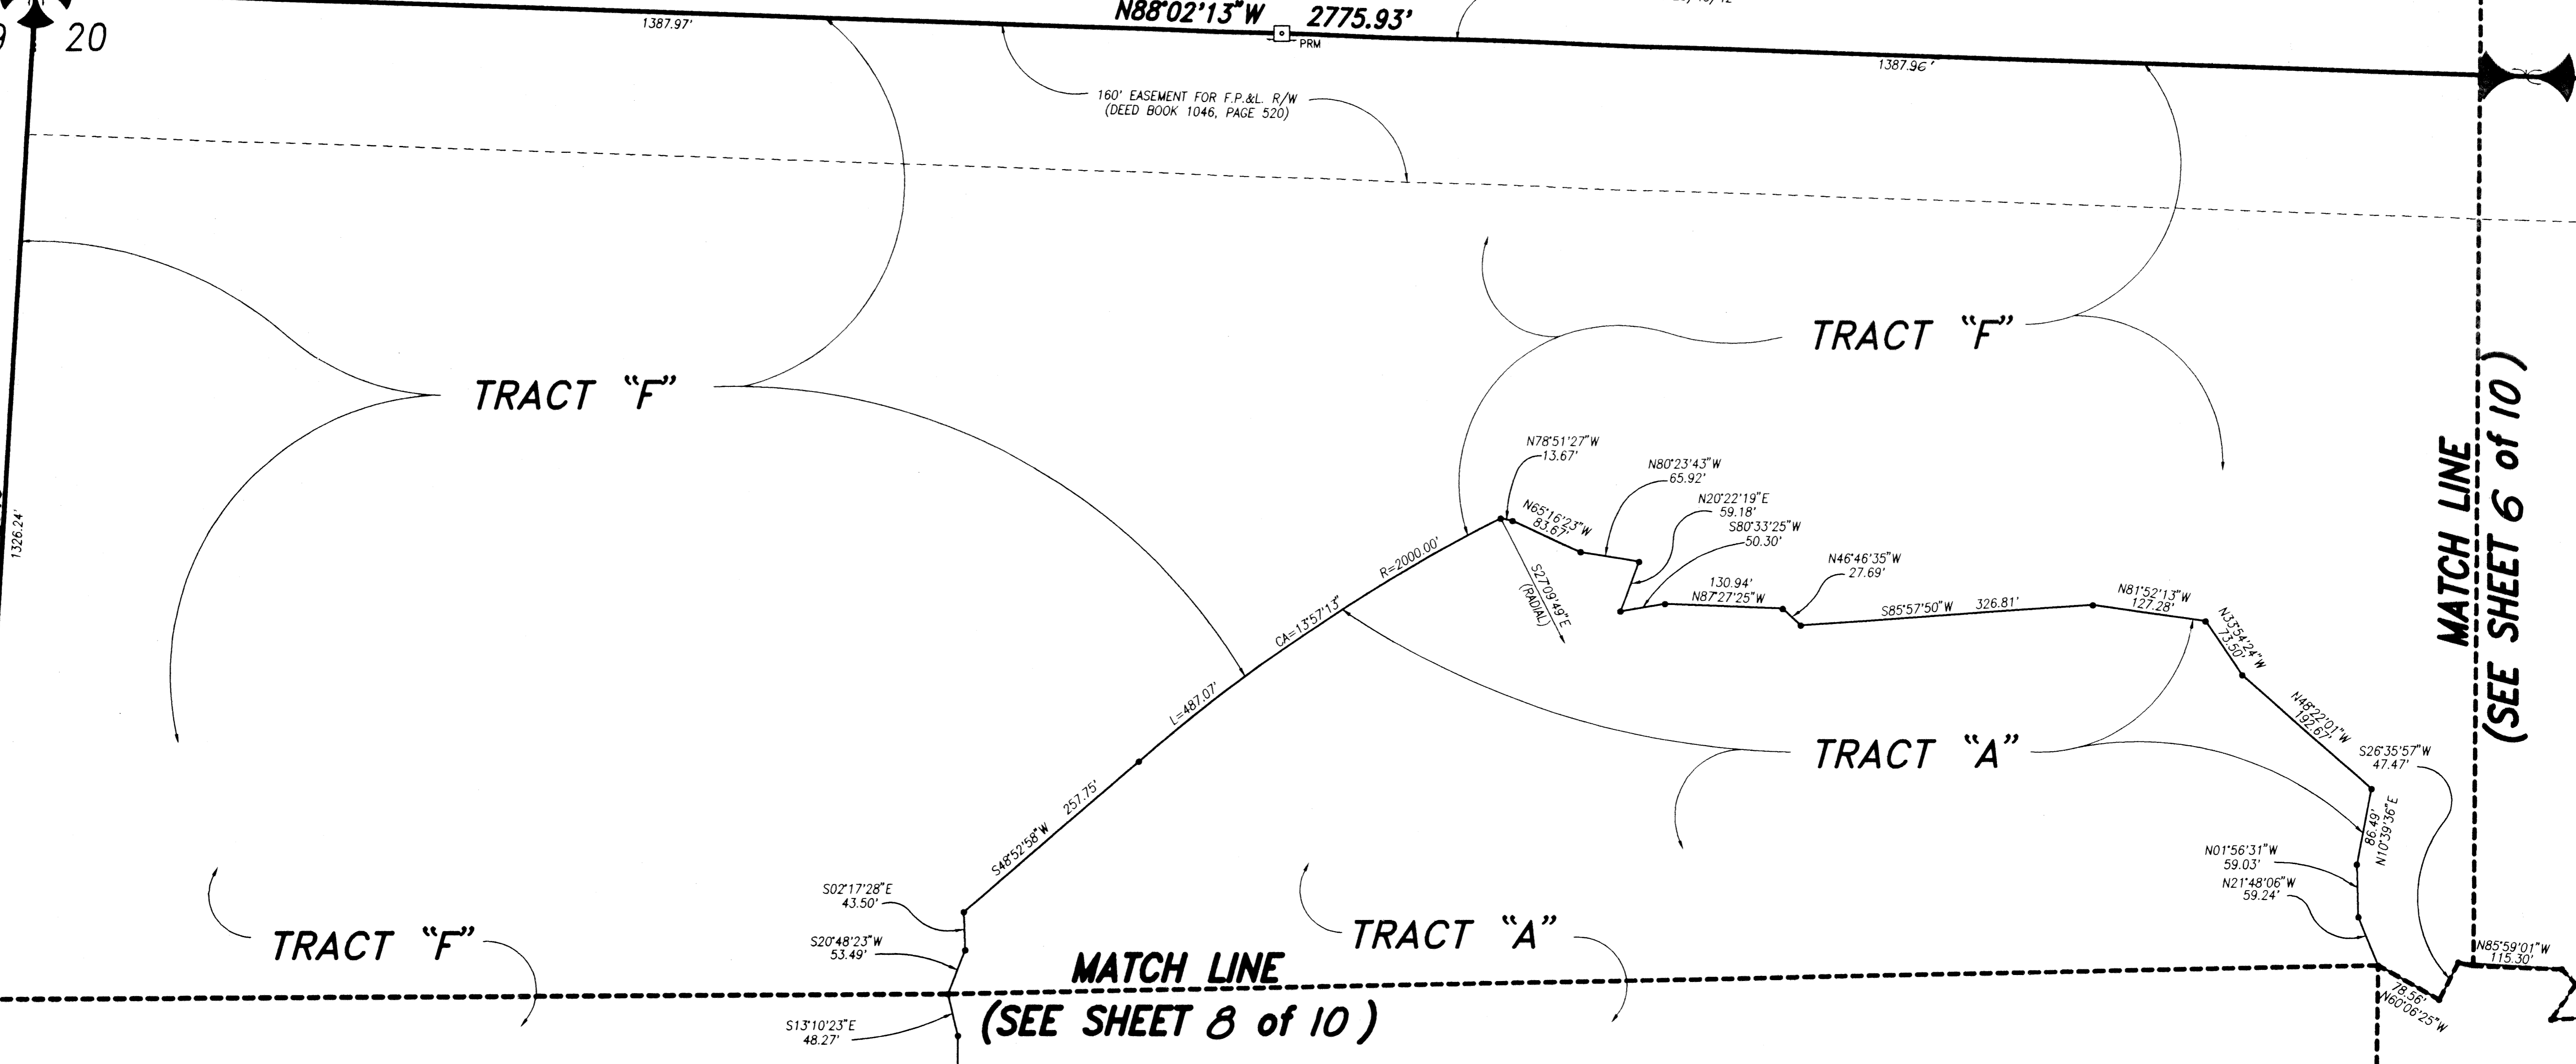 N88°02'13"W 2775.93'
1387.97'
20
PRM
1387.96'
160' EASEMENT FOR F.P.&L. R/W
(DEED BOOK 1046, PAGE 520)
TRACT "F"
TRACT "F"
MATCH LINE
(SEE SHEET 6 of 10)
1326.24'
N78°51'27"W
13.67'
N65°16'23"W
83.67'
N80°23'43"W
65.92'
N20°22'19"E
59.18'
S80°33'25"W
50.30'
130.94'
N87°27'25"W
N46°46'35"W
27.69'
S85°57'50"W 326.81'
N81°52'13"W
127.28'
N33°54'24"W
73.50'
N48°22'01"W
192.67'
S26°35'57"W
47.47'
86.49'
N10°39'36"E
N01°56'31"W
59.03'
N21°48'06"W
59.24'
N85°59'01"W
115.30'
78.56'
N60°06'25"W
S27°09'49"E
(RADIAL)
R=2000.00'
CA=13°57'13"
L=487.07'
TRACT "A"
S48°52'58"W 257.75'
S02°17'28"E
43.50'
S20°48'23"W
53.49'
TRACT "F"
TRACT "A"
MATCH LINE
(SEE SHEET 8 of 10)
S13°10'23"E
48.27'